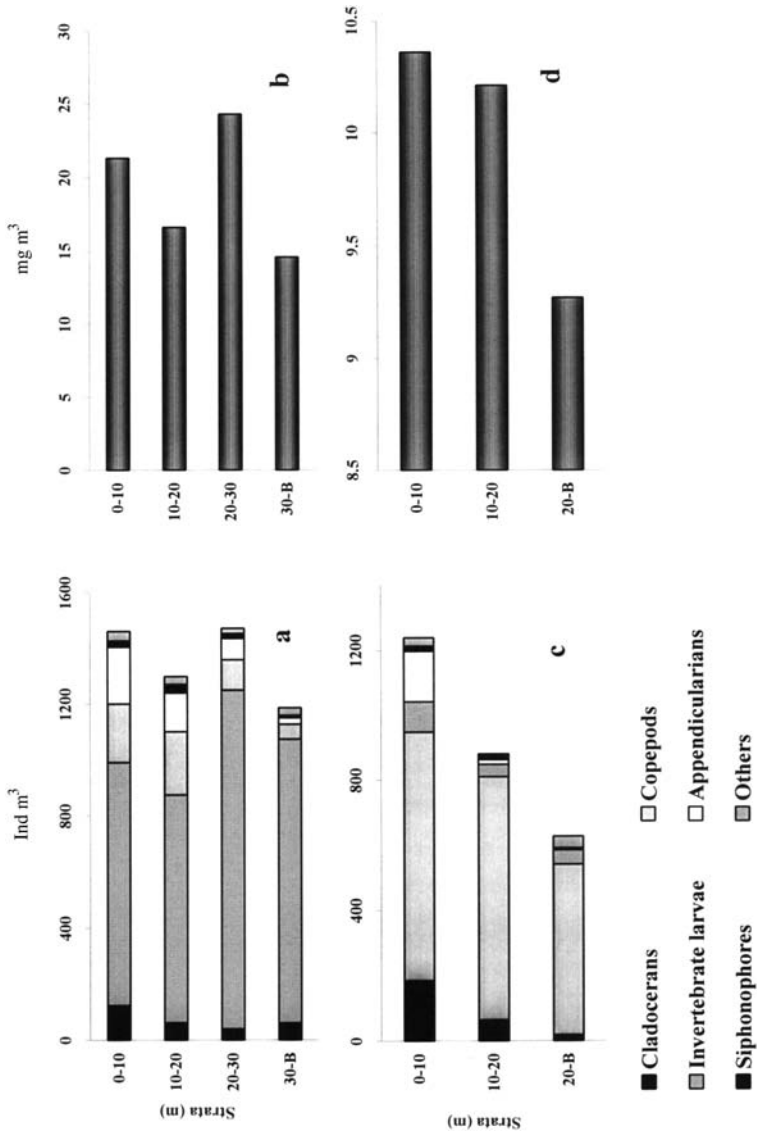 Ind m3
0 400 800 1200 1600
0-10
10-20
20-30
30-B
Strata (m)
a
mg m3
0 5 10 15 20 25 30
0-10
10-20
20-30
30-B
b
0 400 800 1200
0-10
10-20
20-B
Strata (m)
c
8.5 9 9.5 10 10.5
0-10
10-20
20-B
d
Cladocerans Copepods
Invertebrate larvae Appendicularians
Siphonophores Others